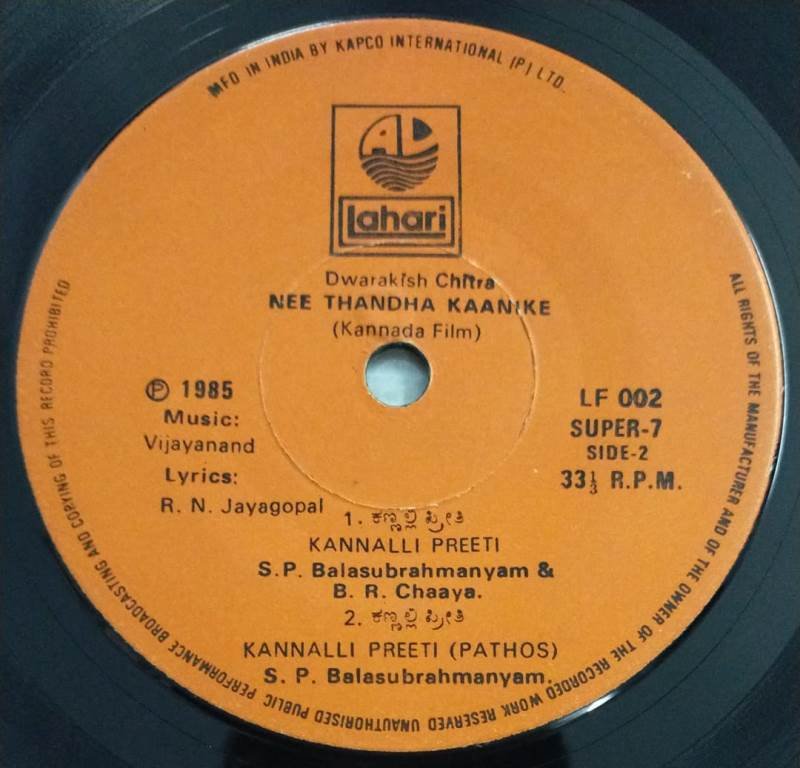 MFD IN INDIA BY KAPCO INTERNATIONAL (P) LTD.
AL
lahari
Dwarakish Chitra
NEE THANDHA KAANIKE
(Kannada Film)
Ⓟ 1985
Music:
Vijayanand
Lyrics:
R. N. Jayagopal
LF 002
SUPER-7
SIDE-2
33⅓ R.P.M.
1. ಕಣ್ಣಲ್ಲಿ ಪ್ರೀತಿ
KANNALLI PREETI
S.P. Balasubrahmanyam &
B. R. Chaaya.
2. ಕಣ್ಣಲ್ಲಿ ಪ್ರೀತಿ
KANNALLI PREETI (PATHOS)
S. P. Balasubrahmanyam.
ALL RIGHTS OF THE MANUFACTURER AND OF THE OWNER OF THE RECORDED WORK RESERVED UNAUTHORISED PUBLIC PERFORMANCE BROADCASTING AND COPYING OF THIS RECORD PROHIBITED